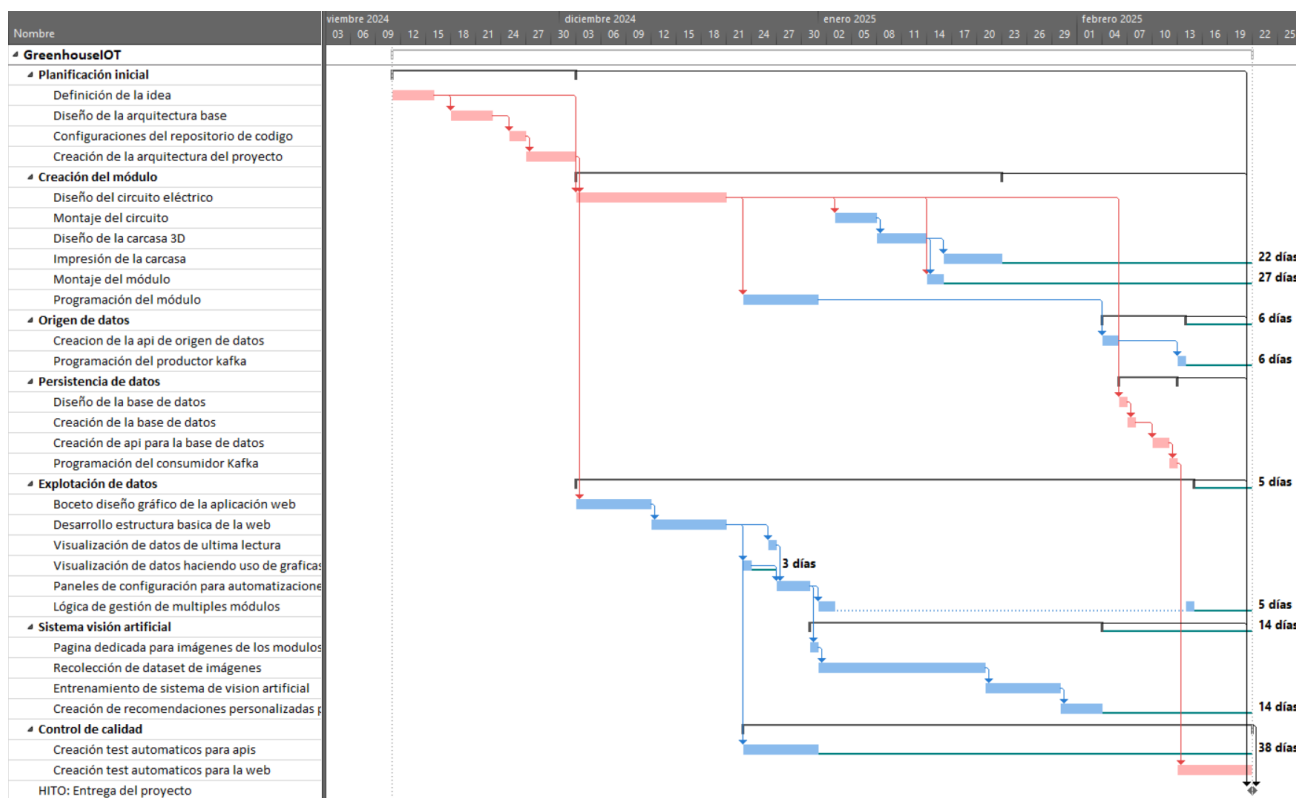 viembre 2024 diciembre 2024 enero 2025 febrero 2025
Nombre 03 06 09 12 15 18 21 24 27 30 03 06 09 12 15 18 21 24 27 30 02 05 08 11 14 17 20 23 26 29 01 04 07 10 13 16 19 22 25
GreenhouseIOT
Planificación inicial
Definición de la idea
Diseño de la arquitectura base
Configuraciones del repositorio de codigo
Creación de la arquitectura del proyecto
Creación del módulo
Diseño del circuito eléctrico
Montaje del circuito
Diseño de la carcasa 3D
Impresión de la carcasa 22 días
Montaje del módulo 27 días
Programación del módulo
Origen de datos 6 días
Creacion de la api de origen de datos
Programación del productor kafka 6 días
Persistencia de datos
Diseño de la base de datos
Creación de la base de datos
Creación de api para la base de datos
Programación del consumidor Kafka
Explotación de datos 5 días
Boceto diseño gráfico de la aplicación web
Desarrollo estructura basica de la web
Visualización de datos de ultima lectura
Visualización de datos haciendo uso de graficas 3 días
Paneles de configuración para automatizacione
Lógica de gestión de multiples módulos 5 días
Sistema visión artificial 14 días
Pagina dedicada para imágenes de los modulos
Recolección de dataset de imágenes
Entrenamiento de sistema de vision artificial
Creación de recomendaciones personalizadas p 14 días
Control de calidad
Creación test automaticos para apis 38 días
Creación test automaticos para la web
HITO: Entrega del proyecto